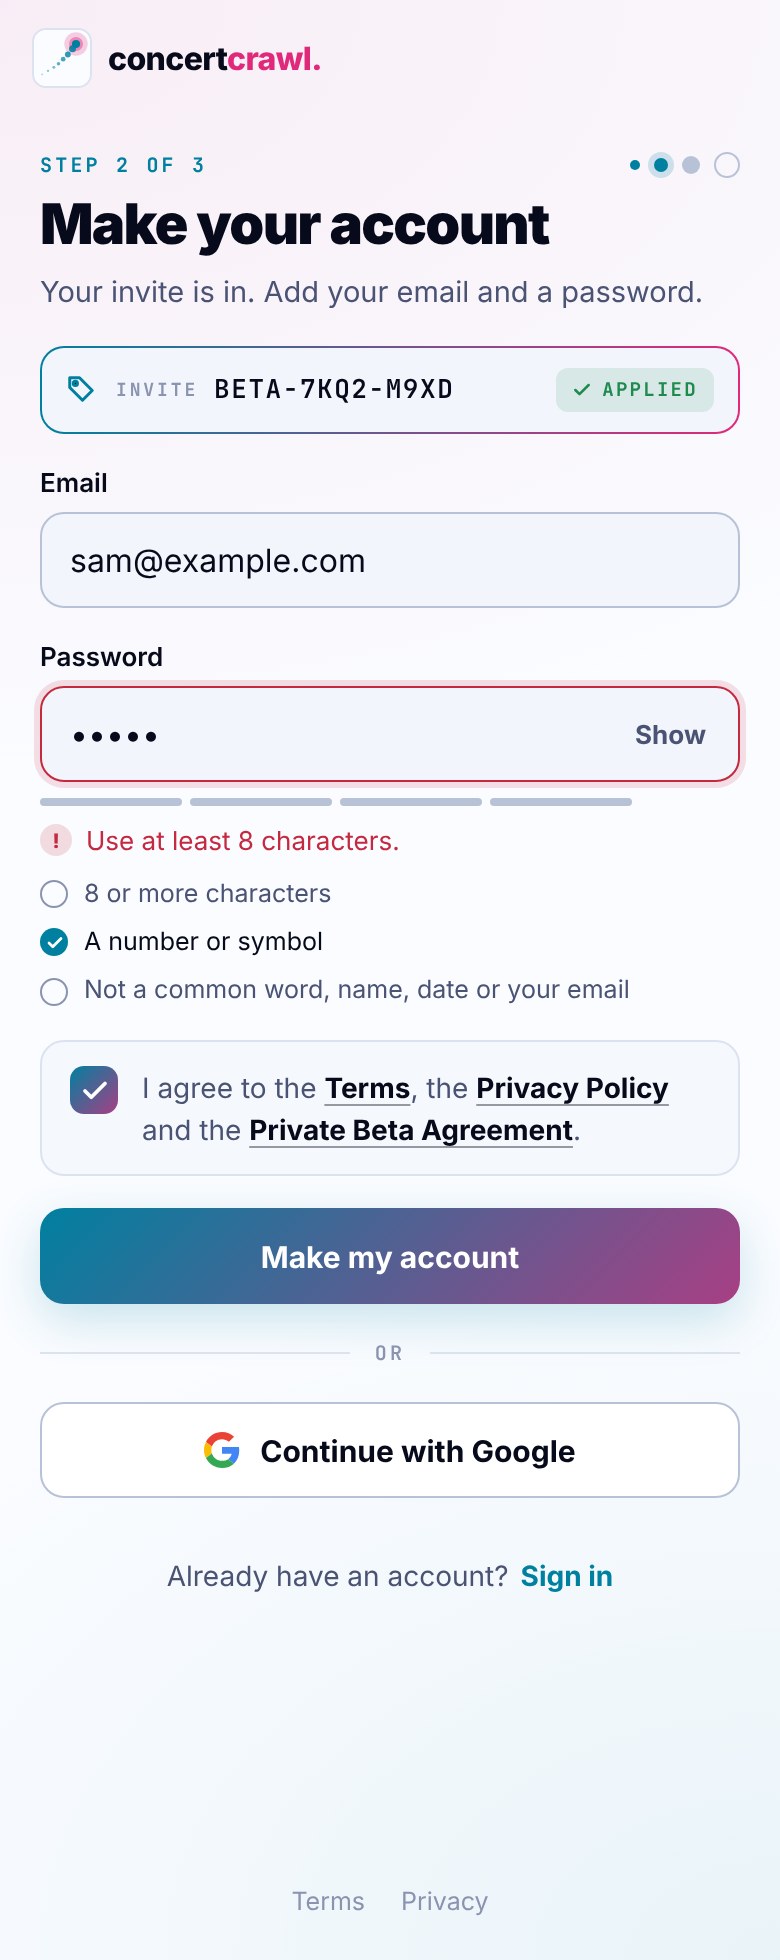 concertcrawl.
STEP 2 OF 3
Make your account
Your invite is in. Add your email and a password.
INVITE BETA-7KQ2-M9XD APPLIED
Email
sam@example.com
Password
••••• Show
! Use at least 8 characters.
8 or more characters
A number or symbol
Not a common word, name, date or your email
I agree to the Terms, the Privacy Policy
and the Private Beta Agreement.
Make my account
OR
Continue with Google
Already have an account? Sign in
Terms Privacy